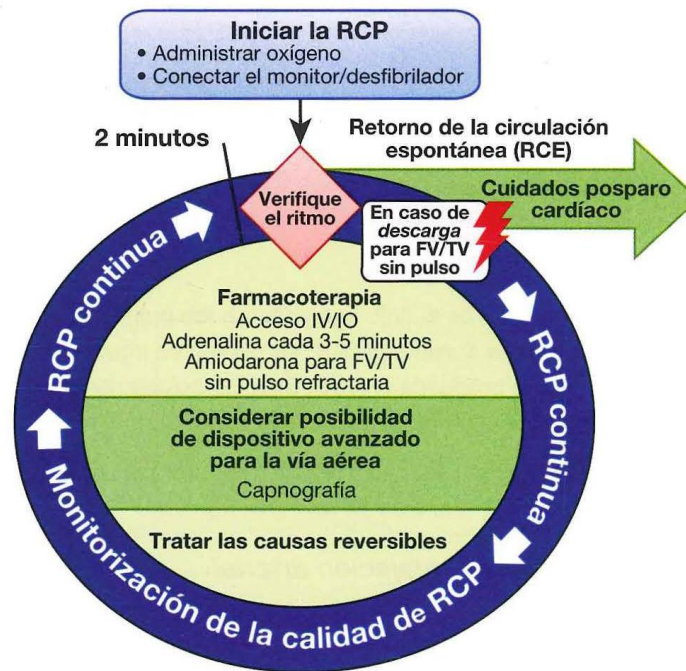 Iniciar la RCP
• Administrar oxígeno
• Conectar el monitor/desfibrilador
2 minutos
Verifique
el ritmo
Retorno de la circulación
espontánea (RCE)
Cuidados posparo
cardíaco
En caso de
descarga
para FV/TV
sin pulso
RCP continua
RCP continua
Farmacoterapia
Acceso IV/IO
Adrenalina cada 3-5 minutos
Amiodarona para FV/TV
sin pulso refractaria
Considerar posibilidad
de dispositivo avanzado
para la vía aérea
Capnografía
Tratar las causas reversibles
Monitorización de la calidad de RCP